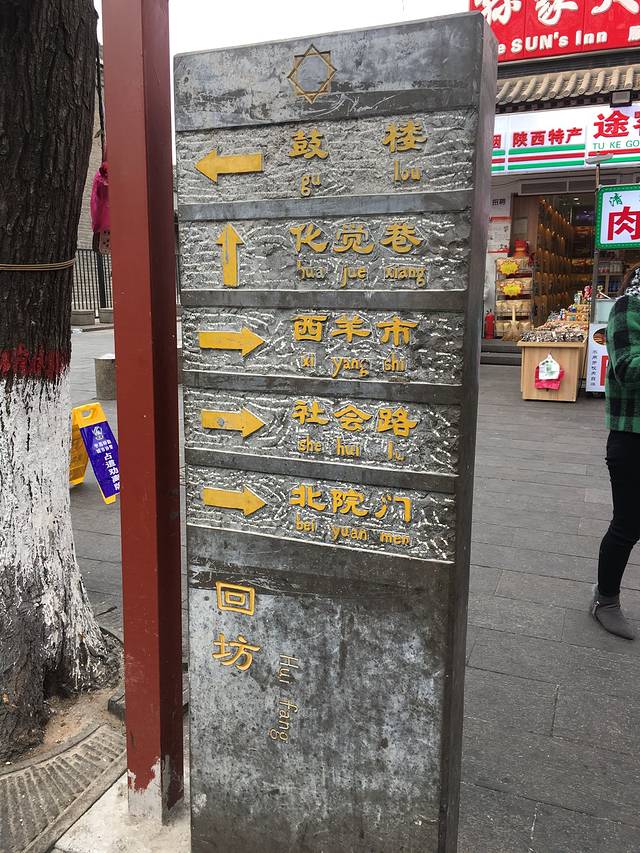 鼓楼
gu lou
化觉巷
hua jue xiang
西羊市
xi yang shi
社会路
she hui lu
北院门
bei yuan men
回坊
Hui fang
SUN's Inn
陕西特产
TU KE
肉